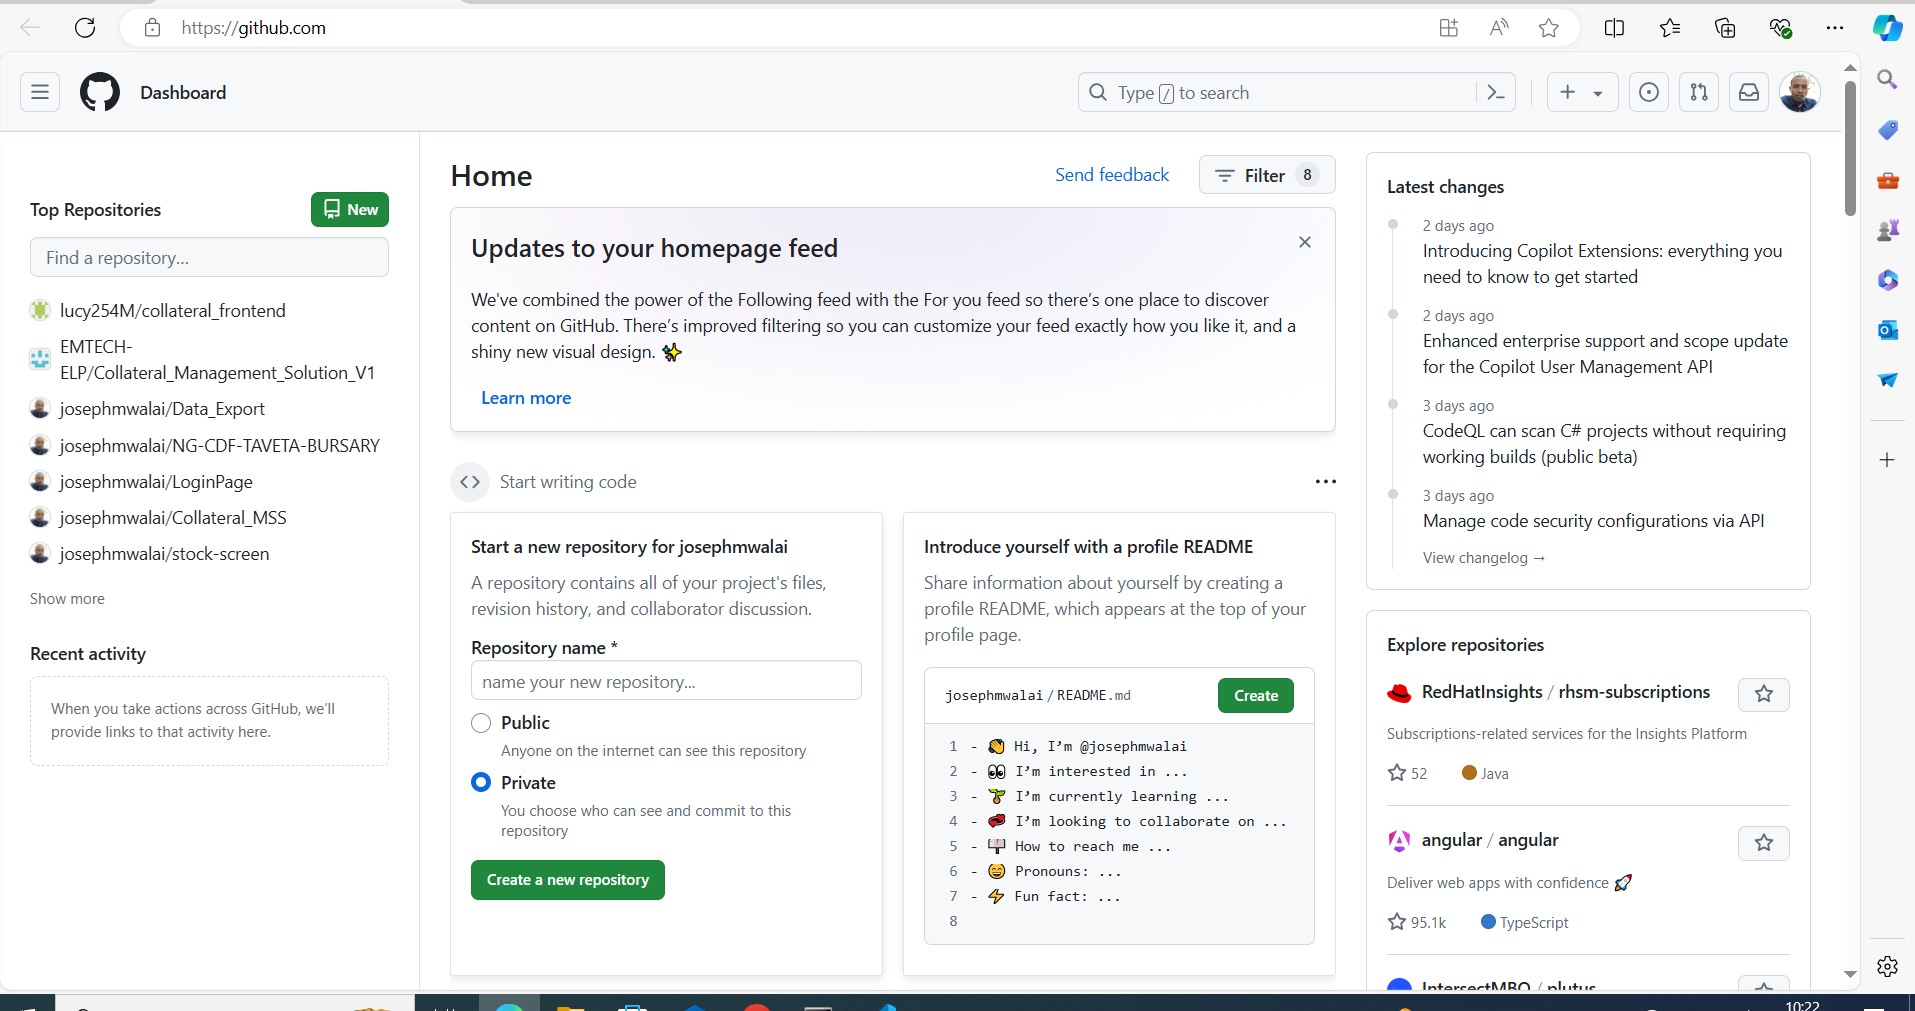 https://github.com
Dashboard
Type / to search
Top Repositories
New
Find a repository...
lucy254M/collateral_frontend
EMTECH-
ELP/Collateral_Management_Solution_V1
josephmwalai/Data_Export
josephmwalai/NG-CDF-TAVETA-BURSARY
josephmwalai/LoginPage
josephmwalai/Collateral_MSS
josephmwalai/stock-screen
Show more
Recent activity
When you take actions across GitHub, we'll
provide links to that activity here.
Home
Send feedback
Filter 8
Updates to your homepage feed
We've combined the power of the Following feed with the For you feed so there's one place to discover
content on GitHub. There's improved filtering so you can customize your feed exactly how you like it, and a
shiny new visual design. ✨
Learn more
Start writing code
Start a new repository for josephmwalai
A repository contains all of your project's files,
revision history, and collaborator discussion.
Repository name *
name your new repository...
Public
Anyone on the internet can see this repository
Private
You choose who can see and commit to this
repository
Create a new repository
Introduce yourself with a profile README
Share information about yourself by creating a
profile README, which appears at the top of your
profile page.
josephmwalai / README.md
Create
1 - 👋 Hi, I'm @josephmwalai
2 - 👀 I'm interested in ...
3 - 🌱 I'm currently learning ...
4 - 💞️ I'm looking to collaborate on ...
5 - 📫 How to reach me ...
6 - 😄 Pronouns: ...
7 - ⚡ Fun fact: ...
8
Latest changes
2 days ago
Introducing Copilot Extensions: everything you
need to know to get started
2 days ago
Enhanced enterprise support and scope update
for the Copilot User Management API
3 days ago
CodeQL can scan C# projects without requiring
working builds (public beta)
3 days ago
Manage code security configurations via API
View changelog →
Explore repositories
RedHatInsights / rhsm-subscriptions
Subscriptions-related services for the Insights Platform
52 Java
angular / angular
Deliver web apps with confidence 🚀
95.1k TypeScript
IntersectMBO / plutus
10:22